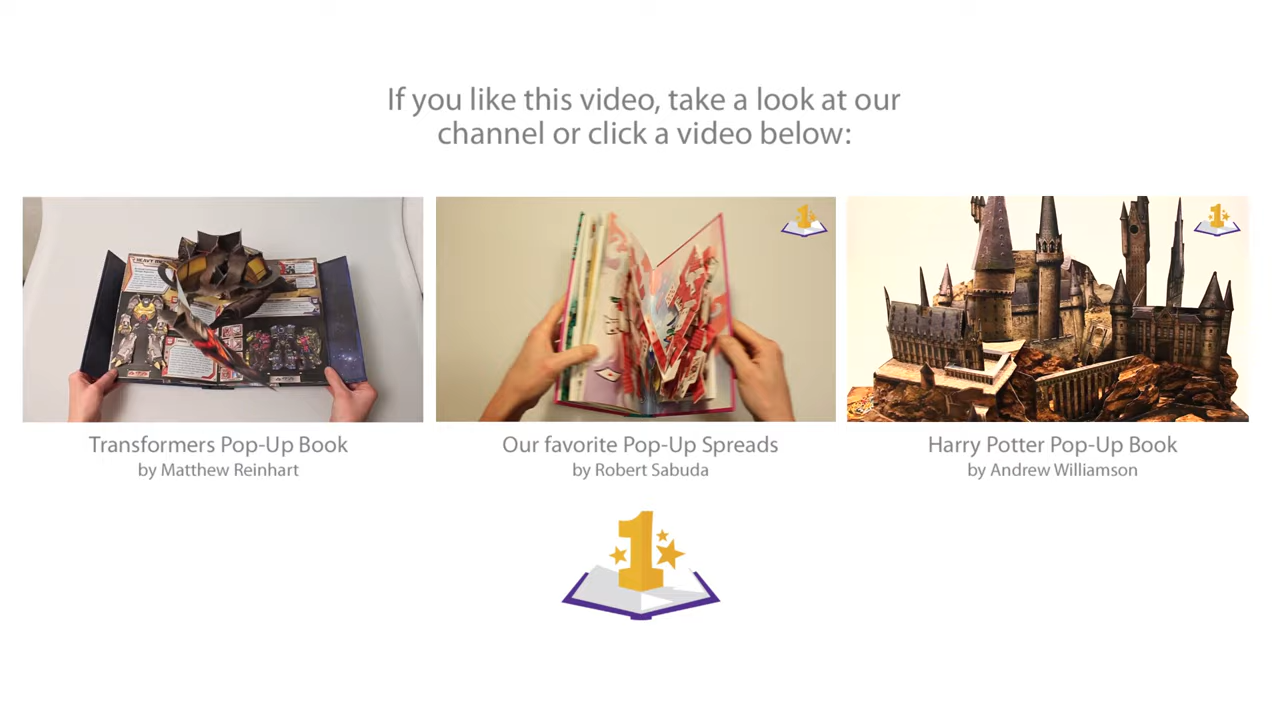 If you like this video, take a look at our
channel or click a video below:
Transformers Pop-Up Book
by Matthew Reinhart
Our favorite Pop-Up Spreads
by Robert Sabuda
Harry Potter Pop-Up Book
by Andrew Williamson
1